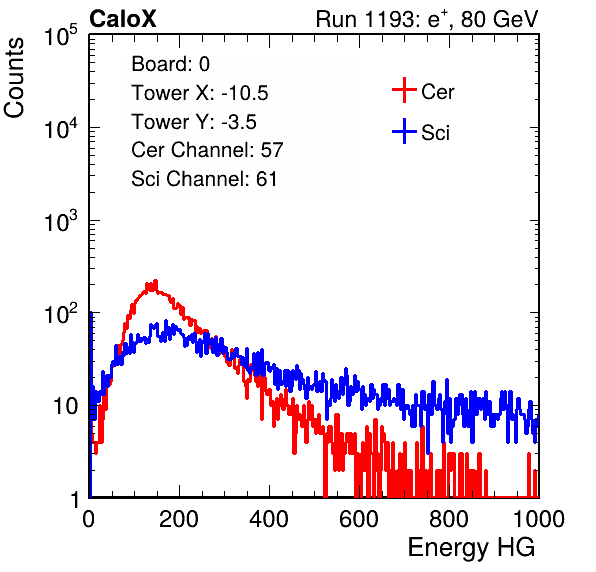 CaloX Run 1193: e⁺, 80 GeV
Counts
10⁵
10⁴
10³
10²
10
1
Board: 0
Tower X: -10.5
Tower Y: -3.5
Cer Channel: 57
Sci Channel: 61
Cer
Sci
0 200 400 600 800 1000
Energy HG